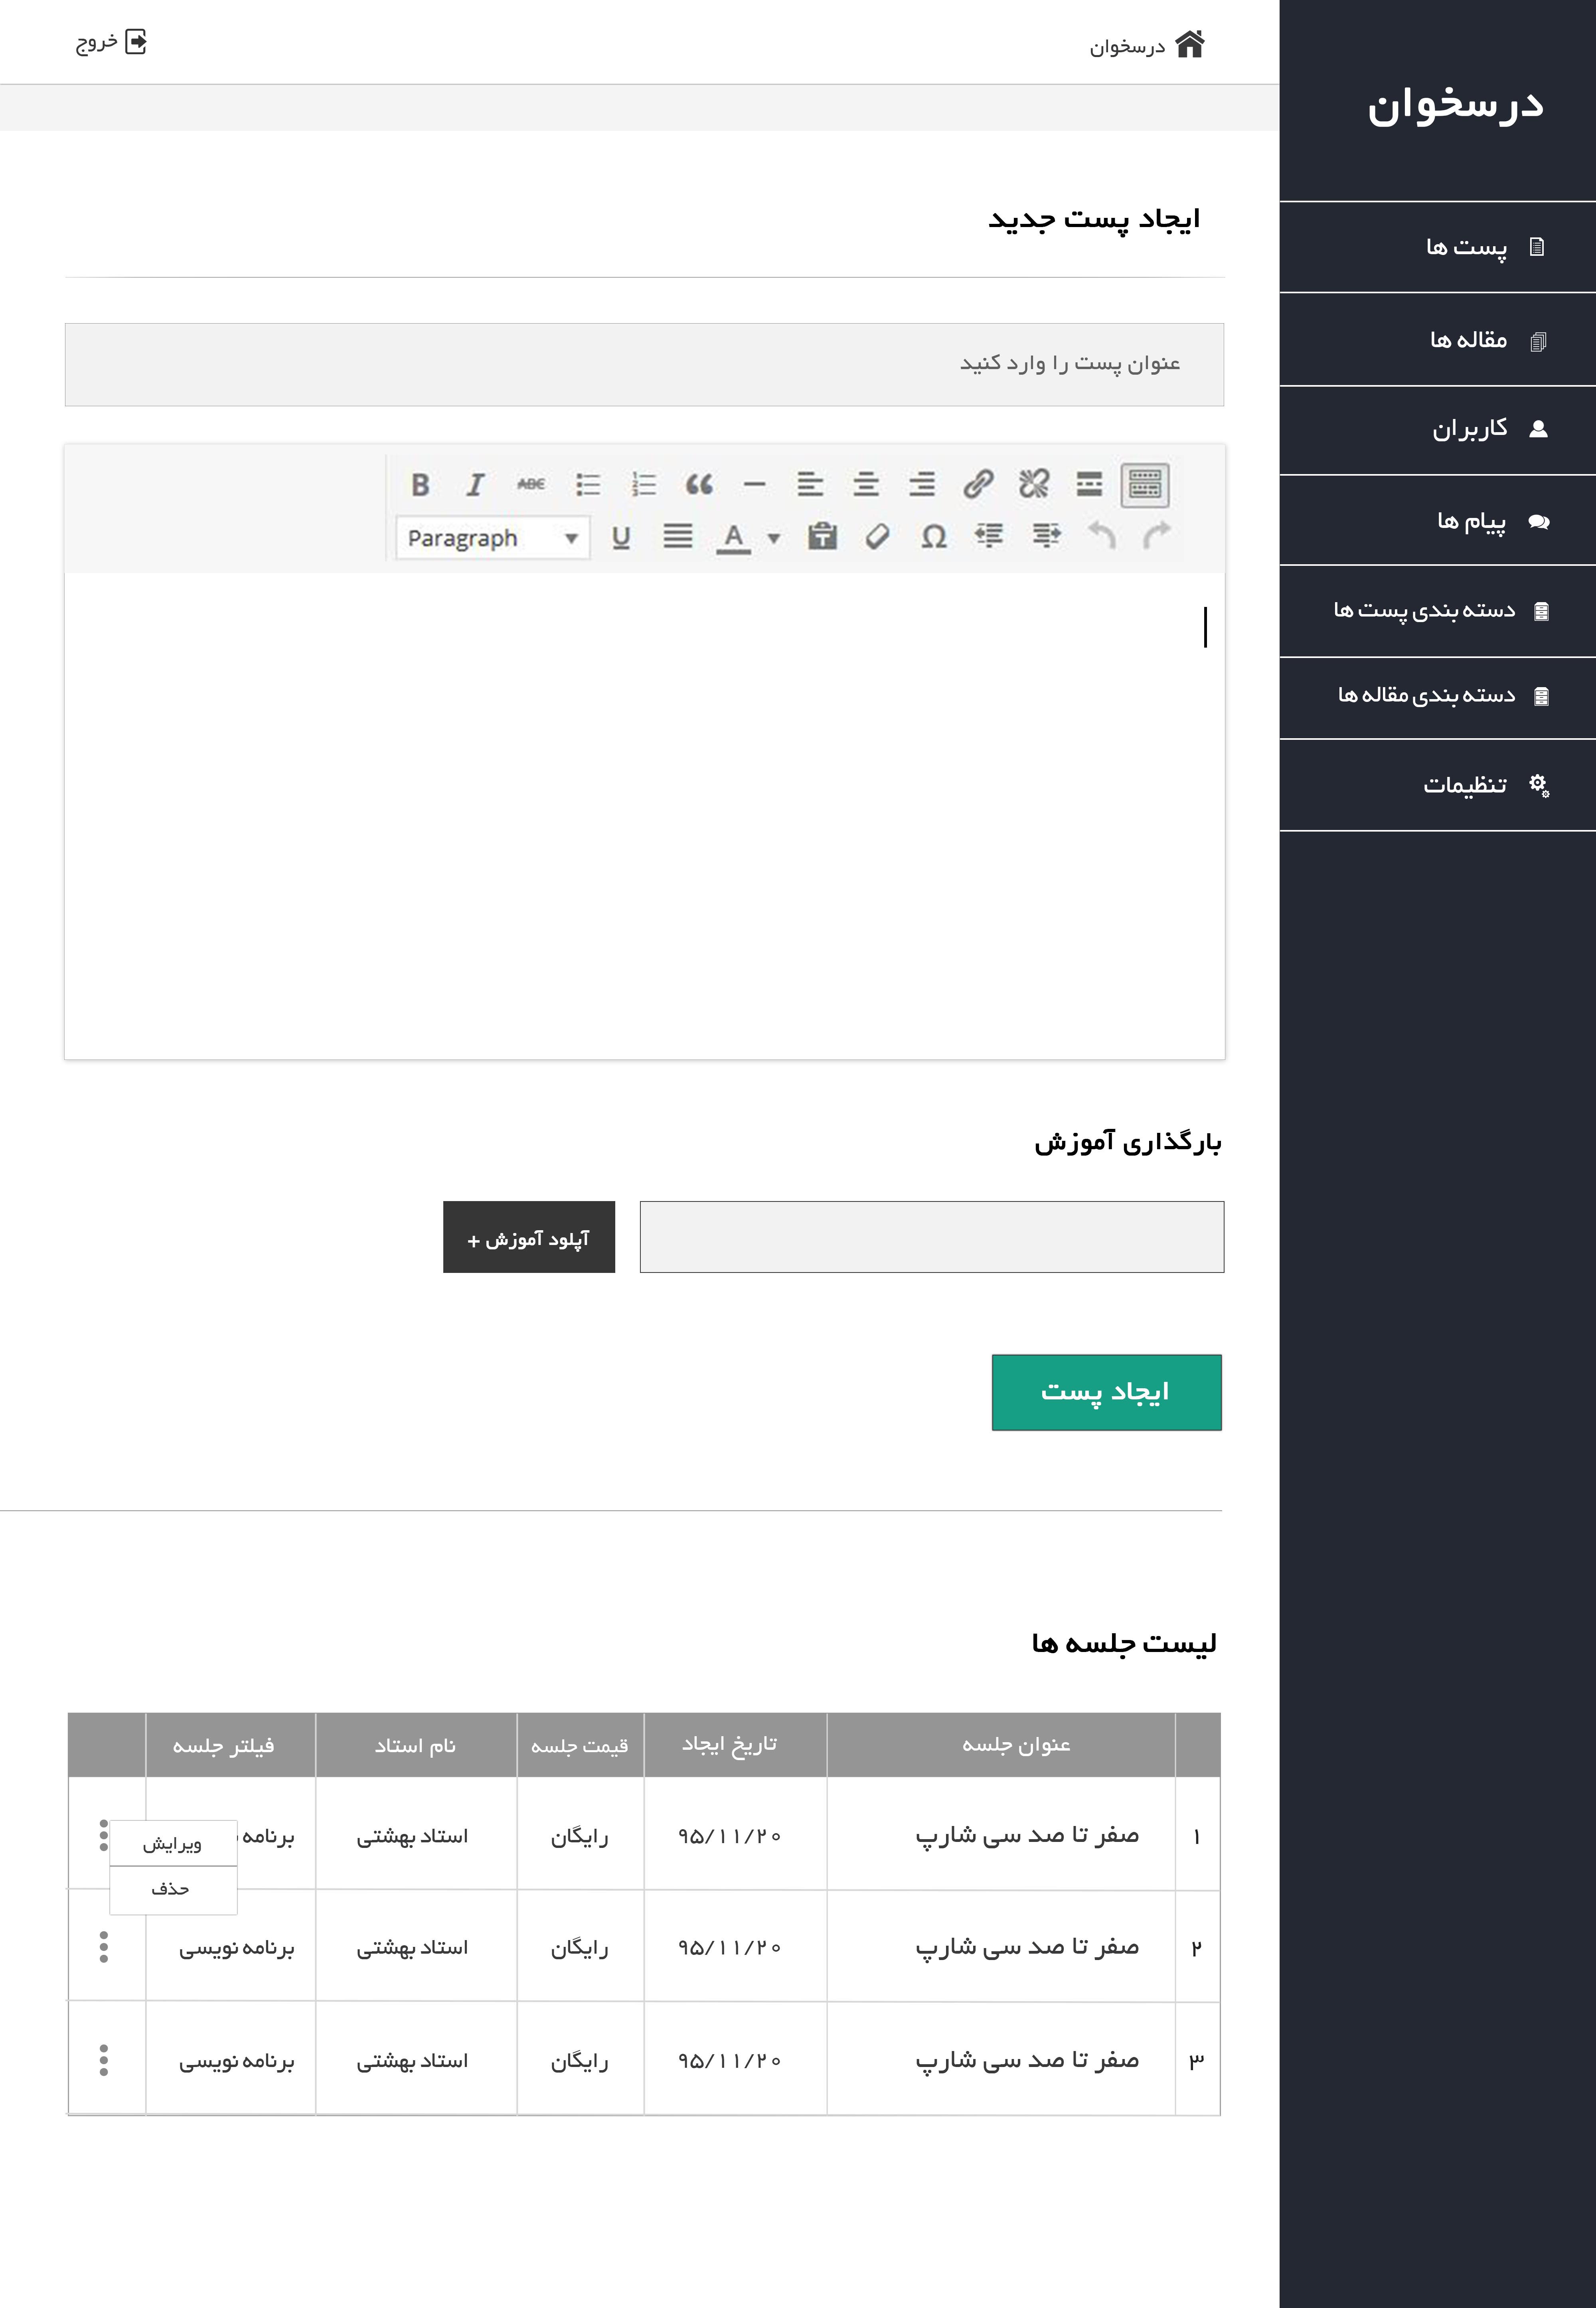 درسخوان
خروج
درسخوان
پست ها
مقاله ها
کاربران
پیام ها
دسته بندی پست ها
دسته بندی مقاله ها
تنظیمات
ایجاد پست جدید
عنوان پست را وارد کنید
B I ABC
Paragraph U A T Ω
بارگذاری آموزش
آپلود آموزش +
ایجاد پست
لیست جلسه ها
عنوان جلسه تاریخ ایجاد قیمت جلسه نام استاد فیلتر جلسه
۱ صفر تا صد سی شارپ ۹۵/۱۱/۲۰ رایگان استاد بهشتی برنامه
ویرایش
حذف
۲ صفر تا صد سی شارپ ۹۵/۱۱/۲۰ رایگان استاد بهشتی برنامه نویسی
۳ صفر تا صد سی شارپ ۹۵/۱۱/۲۰ رایگان استاد بهشتی برنامه نویسی